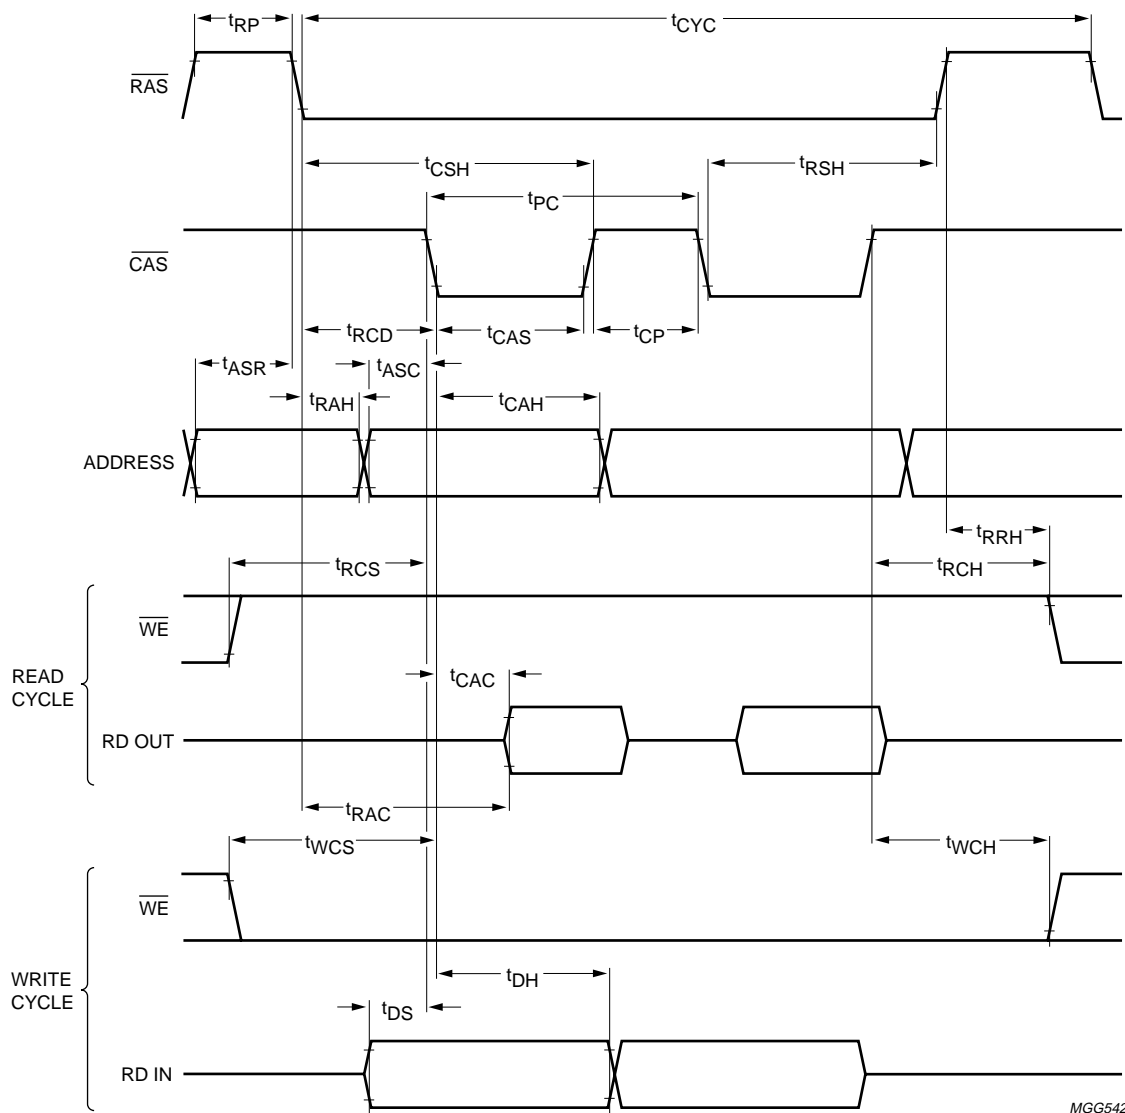 tRP
tCYC
RAS
tCSH
tRSH
tPC
CAS
tRCD
tCAS
tCP
tASR
tASC
tRAH
tCAH
ADDRESS
tRRH
tRCS
tRCH
WE
READ
CYCLE
tCAC
RD OUT
tRAC
tWCS
tWCH
WE
WRITE
CYCLE
tDH
tDS
RD IN
MGG542